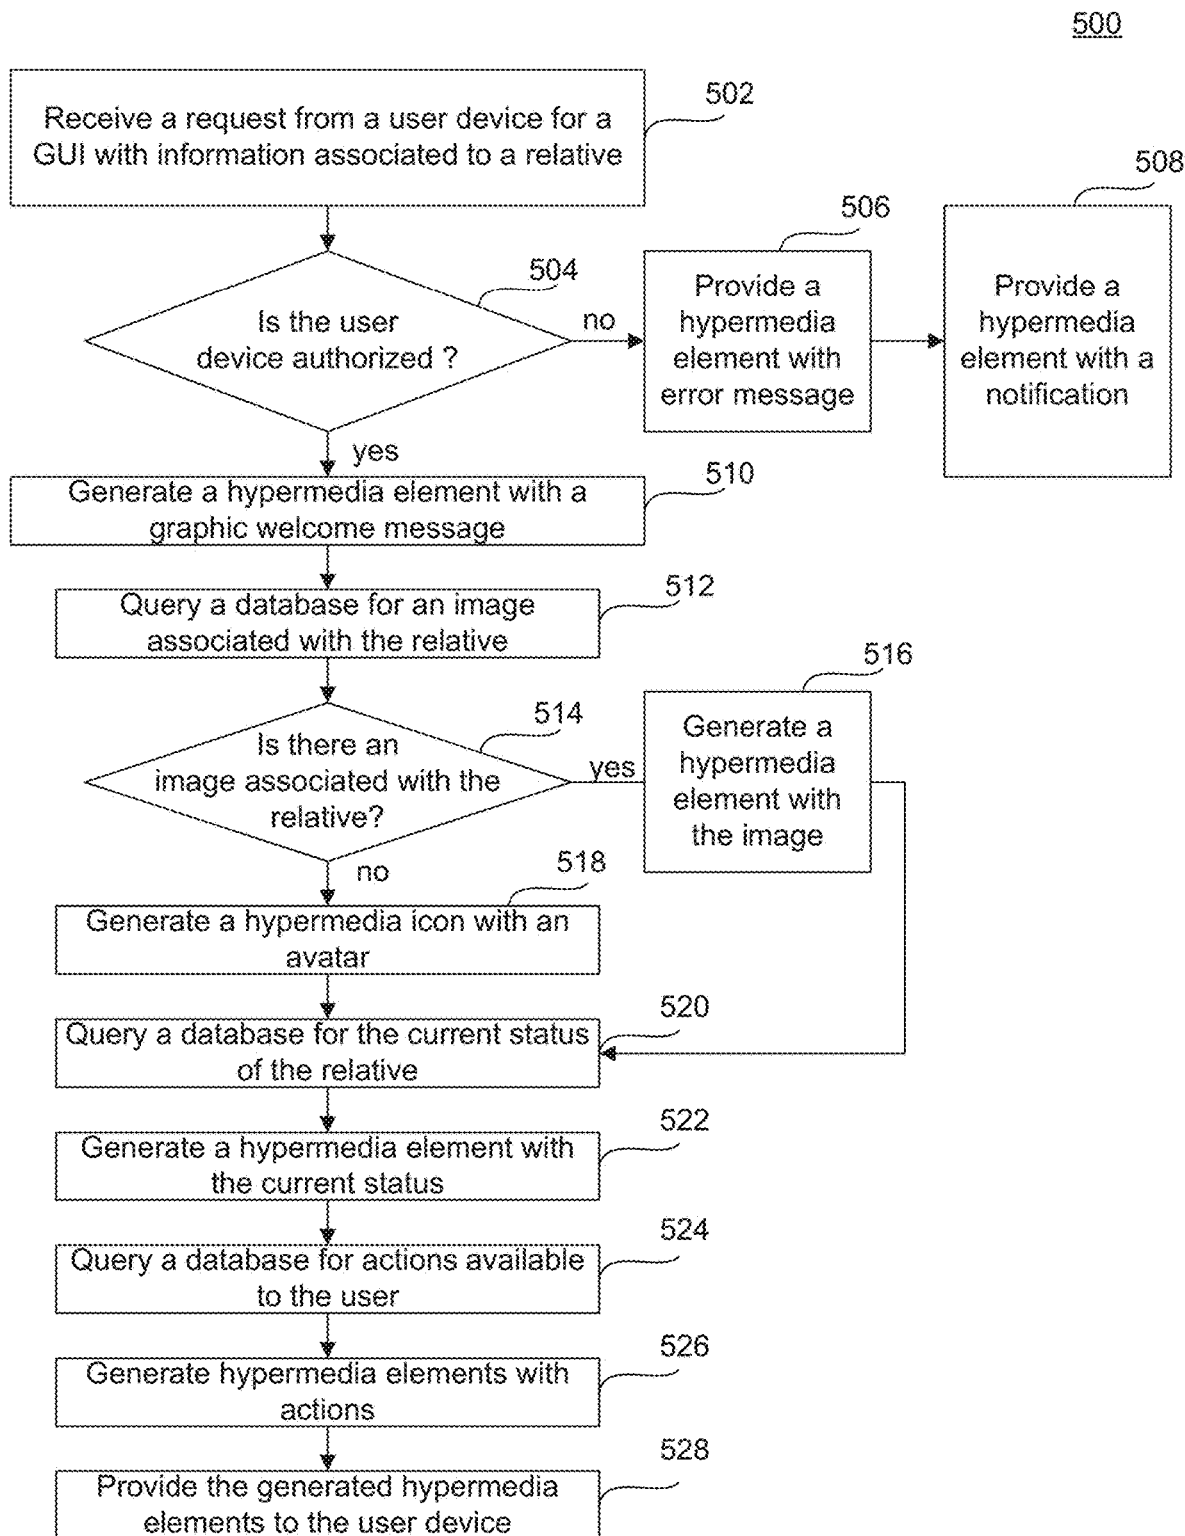 500
Receive a request from a user device for a
GUI with information associated to a relative
502
Is the user
device authorized ?
504
no
Provide a
hypermedia
element with
error message
506
Provide a
hypermedia
element with a
notification
508
yes
Generate a hypermedia element with a
graphic welcome message
510
Query a database for an image
associated with the relative
512
Is there an
image associated with the
relative?
514
yes
Generate a
hypermedia
element with
the image
516
no
Generate a hypermedia icon with an
avatar
518
Query a database for the current status
of the relative
520
Generate a hypermedia element with
the current status
522
Query a database for actions available
to the user
524
Generate hypermedia elements with
actions
526
Provide the generated hypermedia
elements to the user device
528